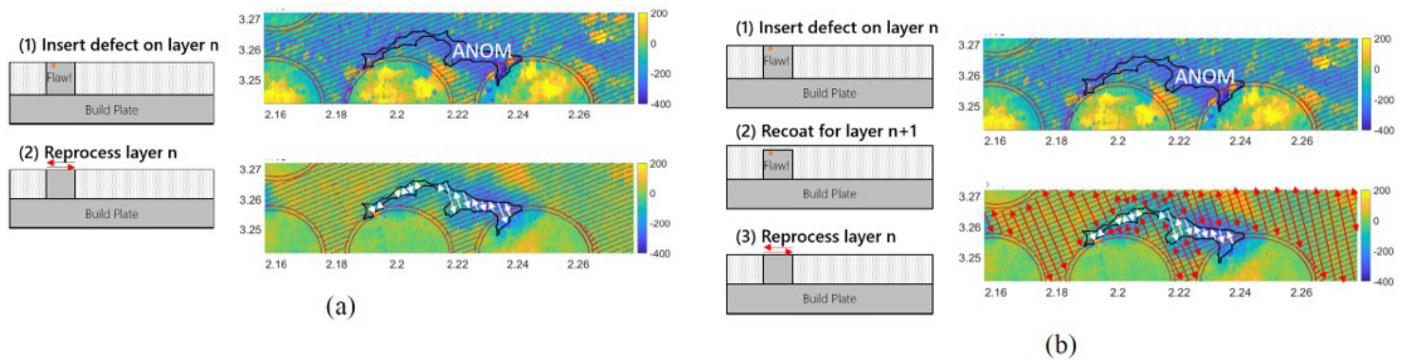 (1) Insert defect on layer n
Flaw!
Build Plate
(2) Reprocess layer n
Build Plate
3.27
3.26
3.25
ANOM
2.16 2.18 2.2 2.22 2.24 2.26
200
0
-200
-400
3.27
3.26
3.25
2.16 2.18 2.2 2.22 2.24 2.26
200
0
-200
-400
(a)
(1) Insert defect on layer n
Flaw!
Build Plate
(2) Recoat for layer n+1
Flaw!
Build Plate
(3) Reprocess layer n
Build Plate
3.26
3.25
ANOM
2.16 2.18 2.2 2.22 2.24 2.26
200
0
-200
-400
3.26
3.25
2.16 2.18 2.2 2.22 2.24 2.26
200
0
-200
-400
(b)